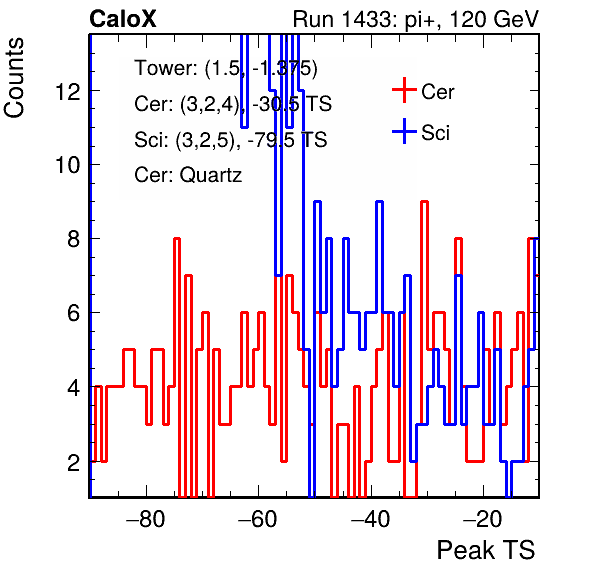 CaloX Run 1433: pi+, 120 GeV
Counts
Tower: (1.5, -1.375)
Cer: (3,2,4), -30.5 TS
Sci: (3,2,5), -79.5 TS
Cer: Quartz
Cer
Sci
12
10
8
6
4
2
−80 −60 −40 −20
Peak TS